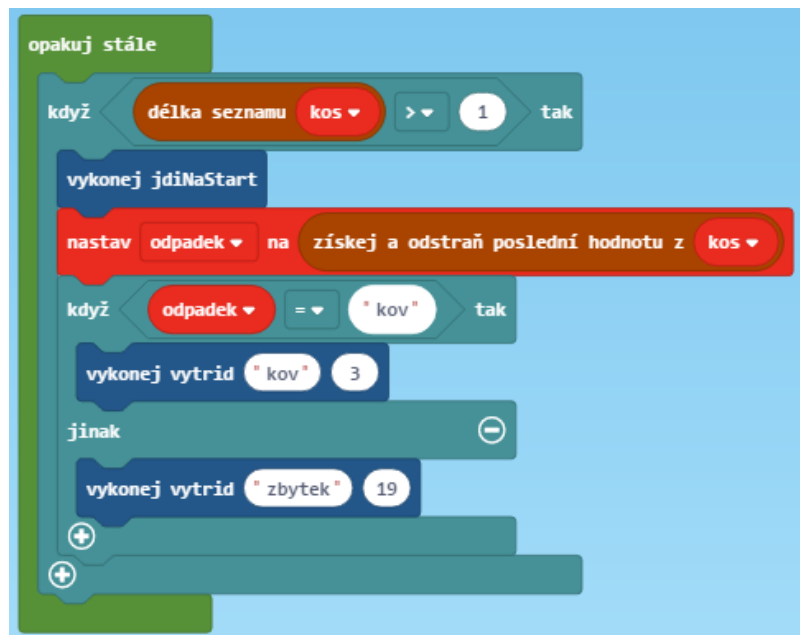 opakuj stále
když délka seznamu kos > 1 tak
vykonej jdiNaStart
nastav odpadek na získej a odstraň poslední hodnotu z kos
když odpadek = "kov" tak
vykonej vytrid "kov" 3
jinak
vykonej vytrid "zbytek" 19